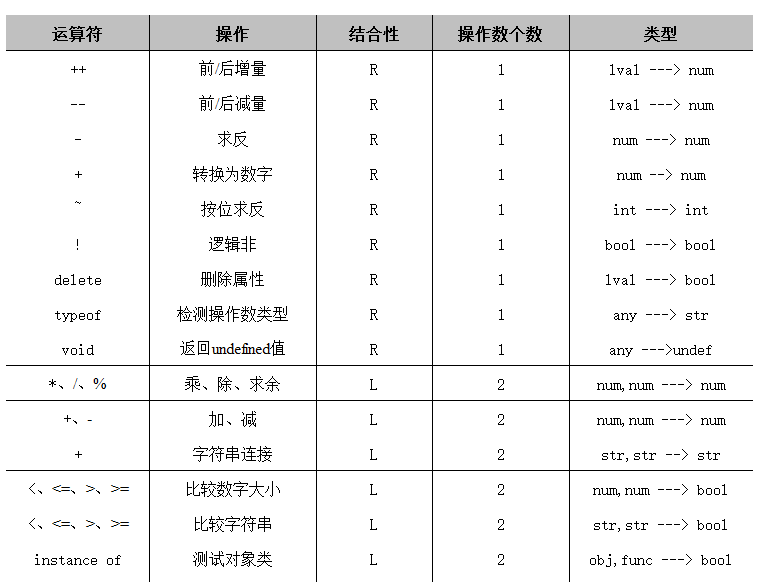 运算符 操作 结合性 操作数个数 类型
++ 前/后增量 R 1 lval ---> num
-- 前/后减量 R 1 lval ---> num
- 求反 R 1 num ---> num
+ 转换为数字 R 1 num --> num
~ 按位求反 R 1 int ---> int
! 逻辑非 R 1 bool ---> bool
delete 删除属性 R 1 lval ---> bool
typeof 检测操作数类型 R 1 any ---> str
void 返回undefined值 R 1 any --->undef
*、/、% 乘、除、求余 L 2 num,num ---> num
+、- 加、减 L 2 num,num ---> num
+ 字符串连接 L 2 str,str --> str
<、<=、>、>= 比较数字大小 L 2 num,num ---> bool
<、<=、>、>= 比较字符串 L 2 str,str ---> bool
instance of 测试对象类 L 2 obj,func ---> bool